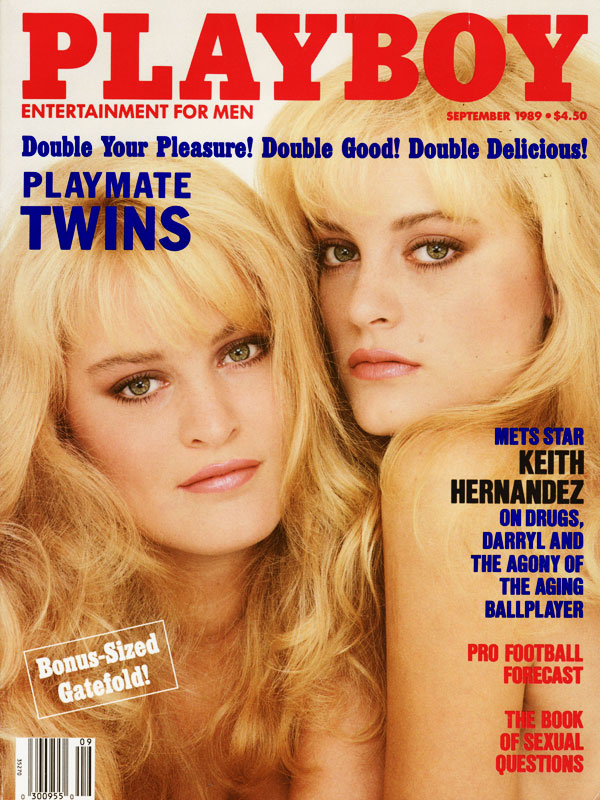 PLAYBOY
ENTERTAINMENT FOR MEN
SEPTEMBER 1989 • $4.50
Double Your Pleasure! Double Good! Double Delicious!
PLAYMATE
TWINS
METS STAR
KEITH
HERNANDEZ
ON DRUGS,
DARRYL AND
THE AGONY OF
THE AGING
BALLPLAYER
Bonus-Sized
Gatefold!
PRO FOOTBALL
FORECAST
THE BOOK
OF SEXUAL
QUESTIONS
09
35270
0 300955 0